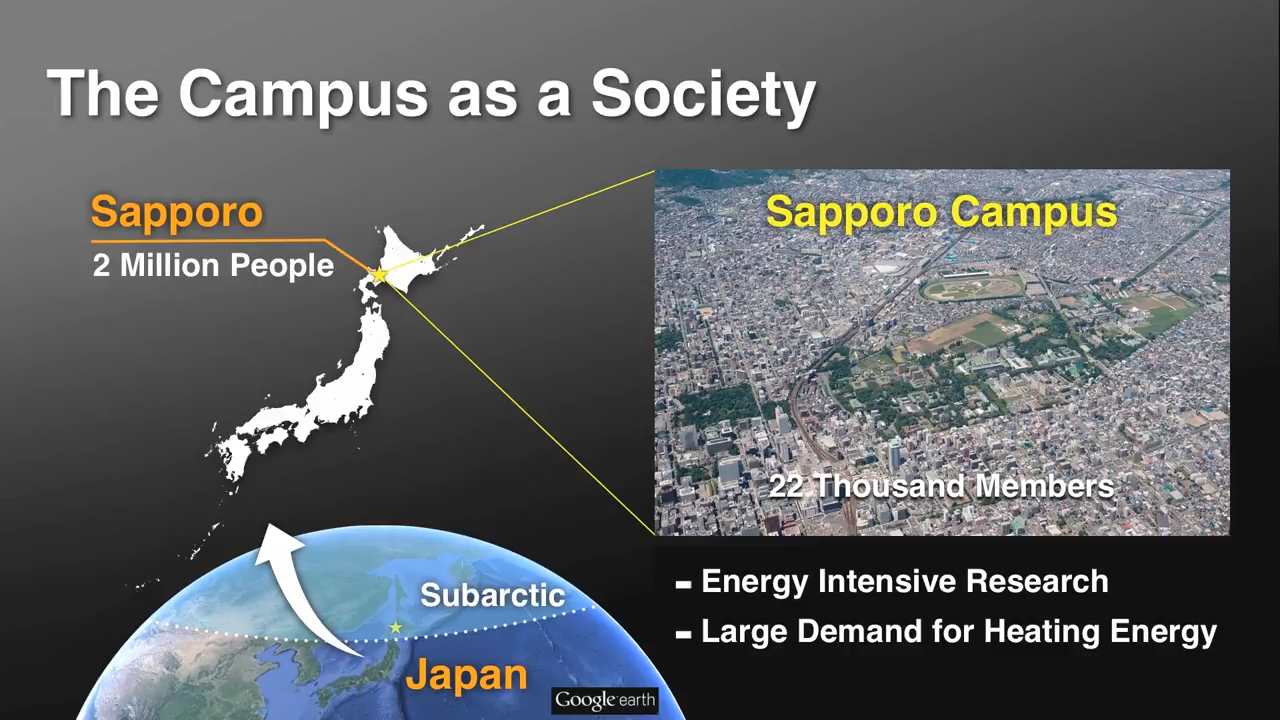 The Campus as a Society
Sapporo
2 Million People
Sapporo Campus
22 Thousand Members
Subarctic
Japan
Google earth
- Energy Intensive Research
- Large Demand for Heating Energy